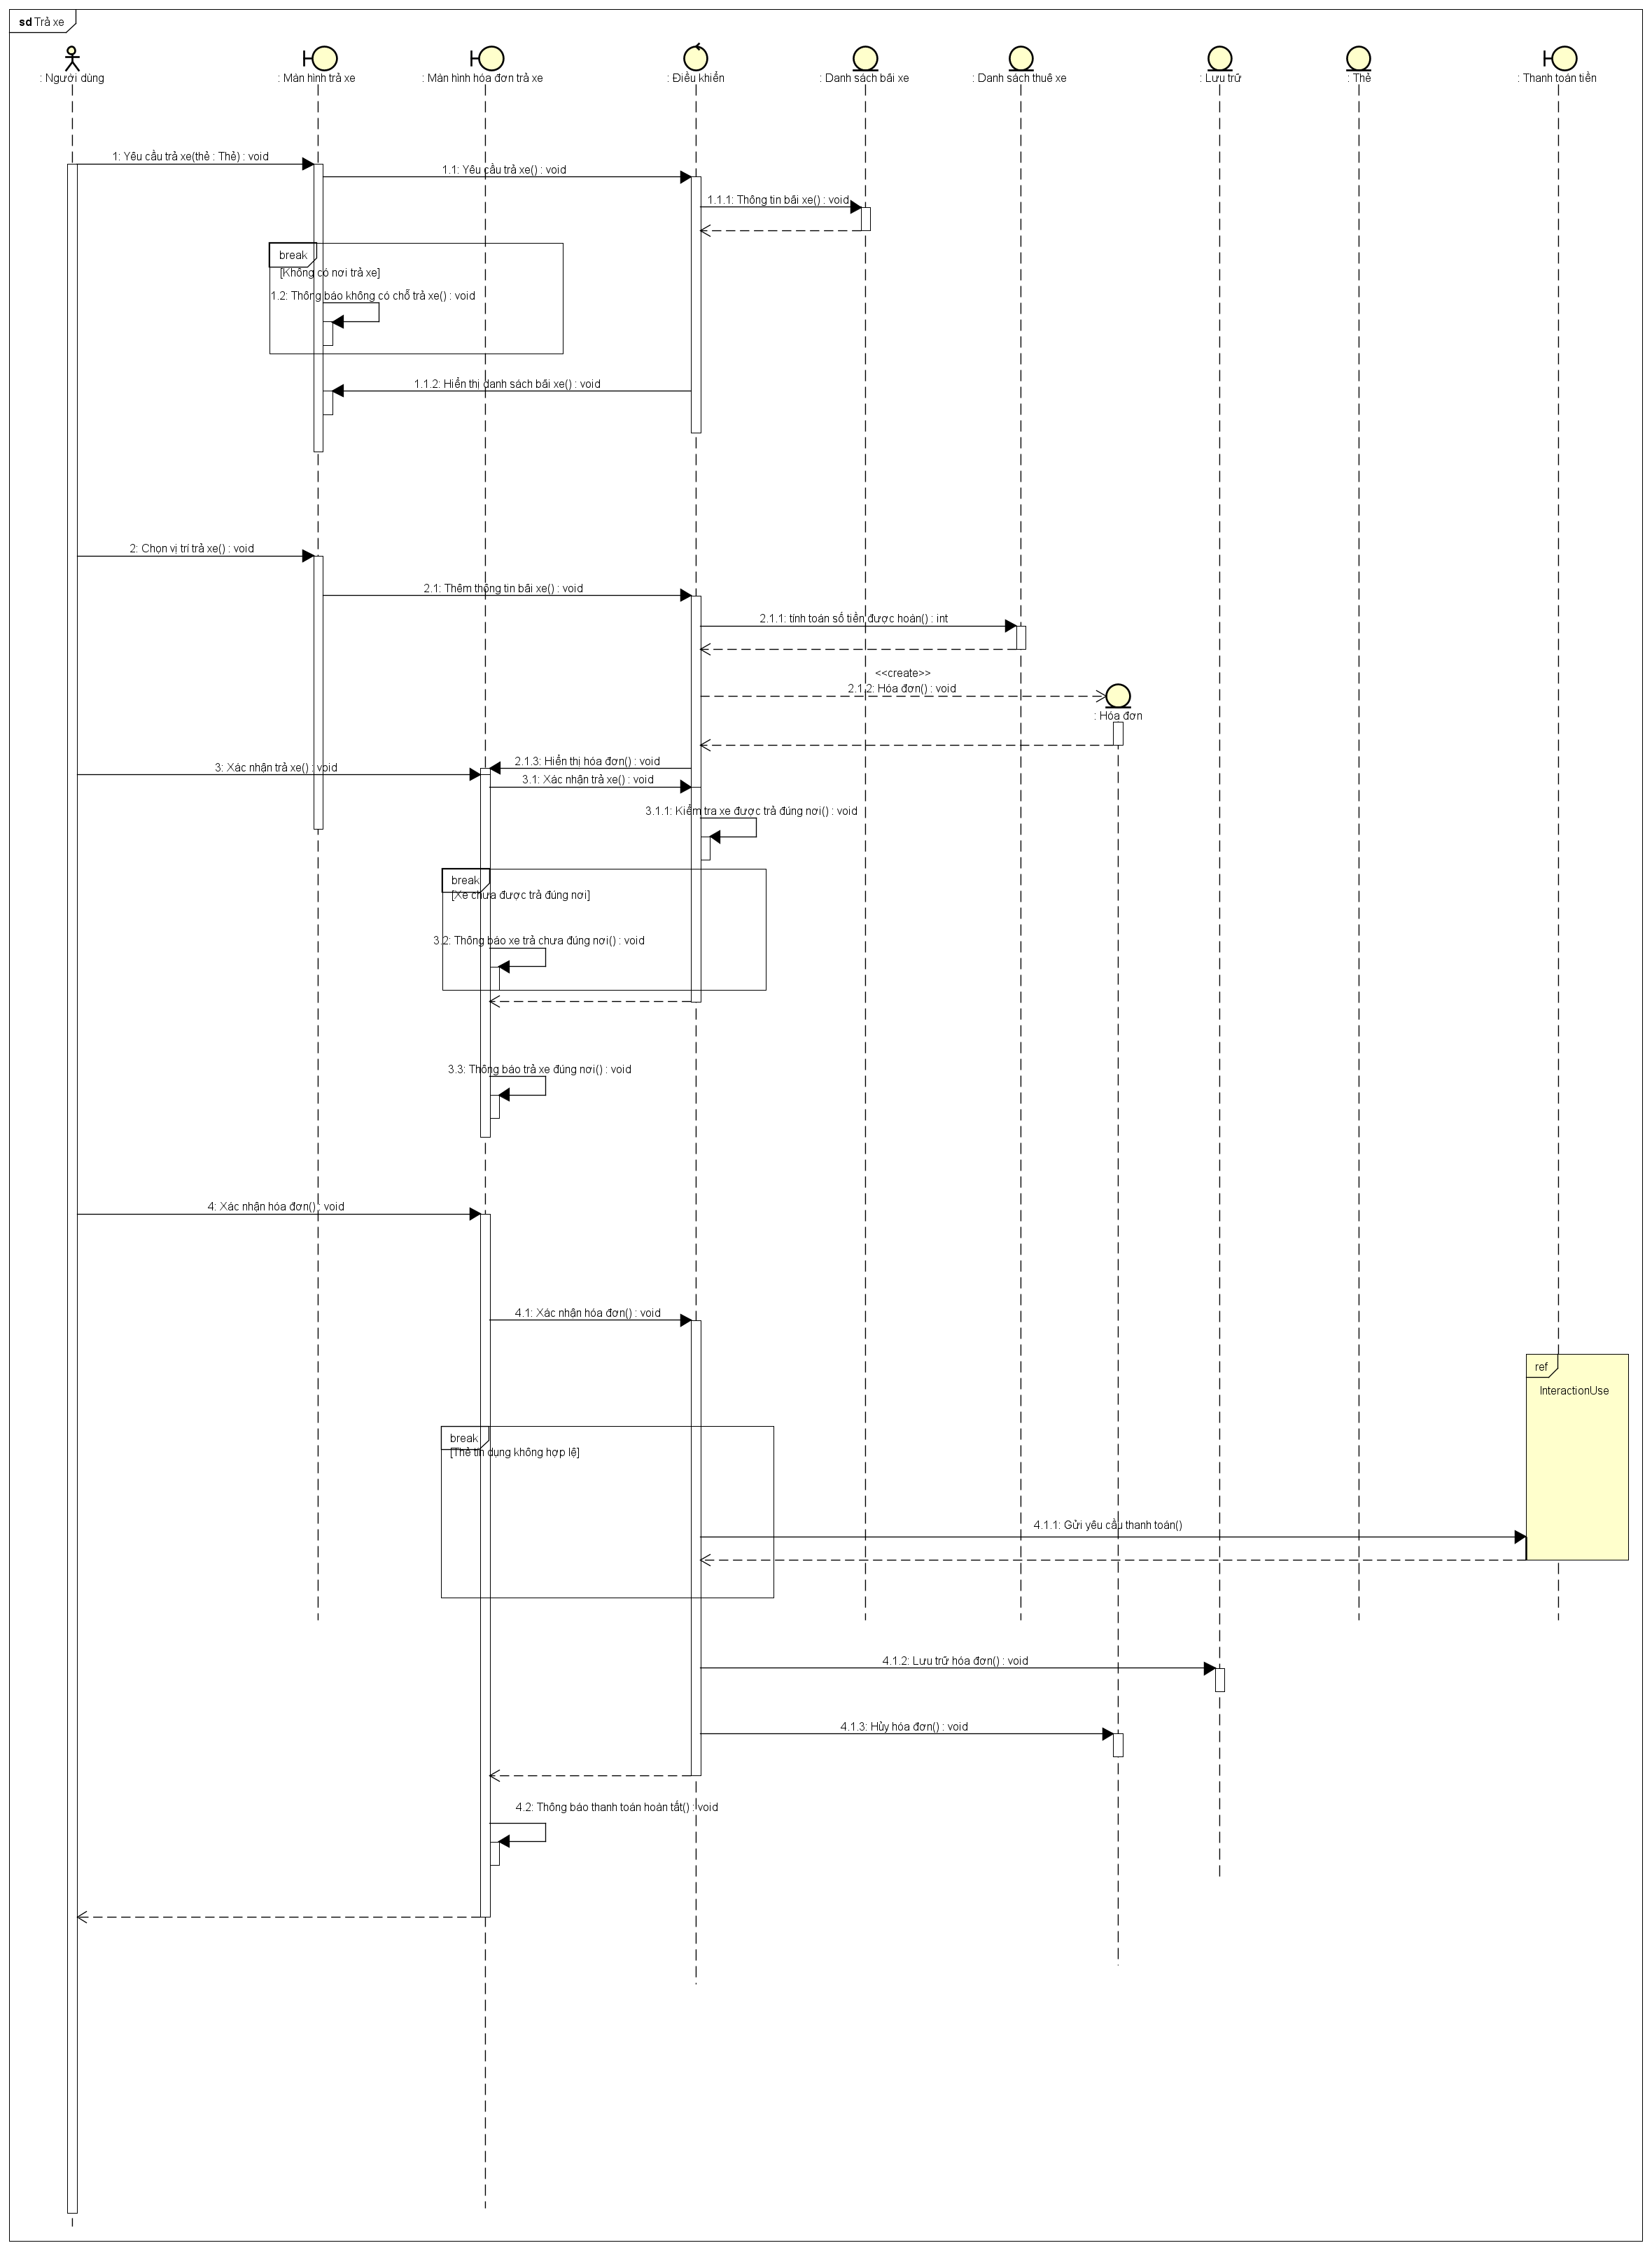 sd Trả xe
: Người dùng
: Màn hình trả xe
: Màn hình hóa đơn trả xe
: Điều khiển
: Danh sách bãi xe
: Danh sách thuê xe
: Lưu trữ
: Thẻ
: Thanh toán tiền
1: Yêu cầu trả xe(thẻ : Thẻ) : void
1.1: Yêu cầu trả xe() : void
1.1.1: Thông tin bãi xe() : void
break
[Không có nơi trả xe]
1.2: Thông báo không có chỗ trả xe() : void
1.1.2: Hiển thị danh sách bãi xe() : void
2: Chọn vị trí trả xe() : void
2.1: Thêm thông tin bãi xe() : void
2.1.1: tính toán số tiền được hoàn() : int
<<create>>
2.1.2: Hóa đơn() : void
: Hóa đơn
2.1.3: Hiển thị hóa đơn() : void
3: Xác nhận trả xe() : void
3.1: Xác nhận trả xe() : void
3.1.1: Kiểm tra xe được trả đúng nơi() : void
break
[Xe chưa được trả đúng nơi]
3.2: Thông báo xe trả chưa đúng nơi() : void
3.3: Thông báo trả xe đúng nơi() : void
4: Xác nhận hóa đơn() : void
4.1: Xác nhận hóa đơn() : void
ref
InteractionUse
break
[Thẻ tín dụng không hợp lệ]
4.1.1: Gửi yêu cầu thanh toán()
4.1.2: Lưu trữ hóa đơn() : void
4.1.3: Hủy hóa đơn() : void
4.2: Thông báo thanh toán hoàn tất() : void